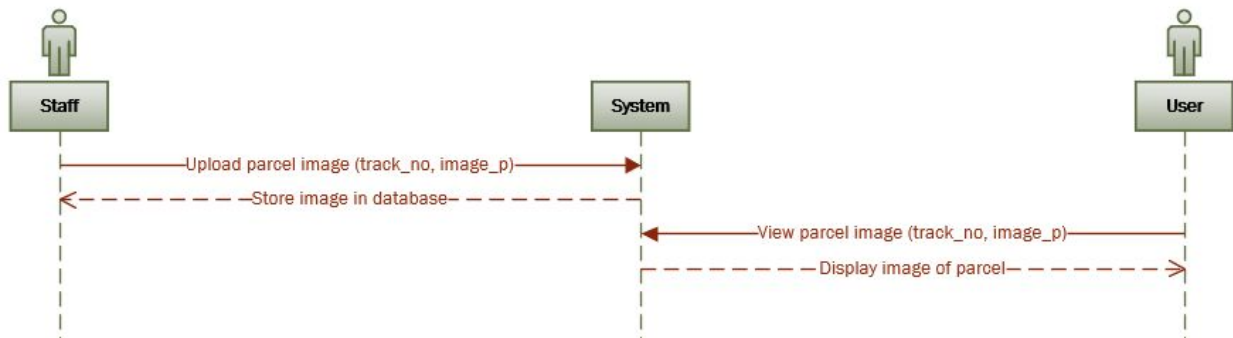 Staff
System
User
Upload parcel image (track_no, image_p)
Store image in database
View parcel image (track_no, image_p)
Display image of parcel